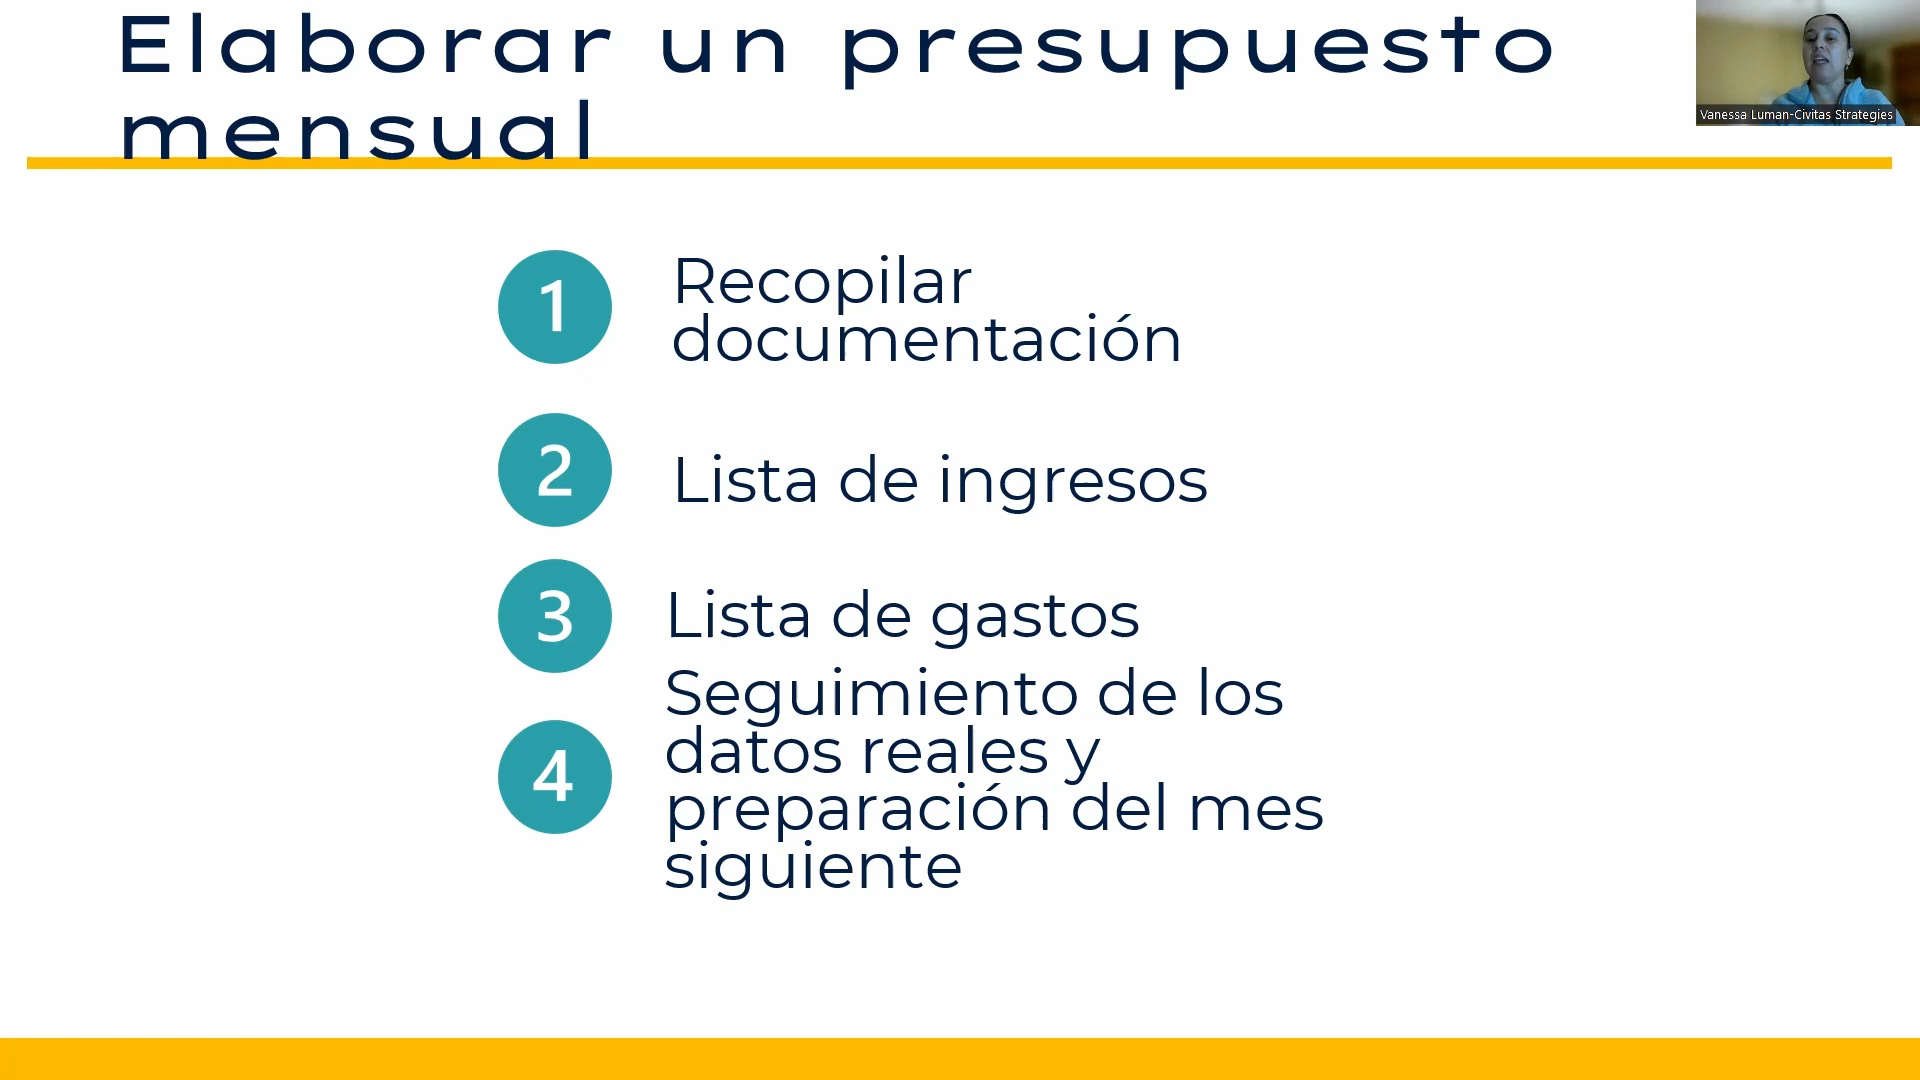 Elaborar un presupuesto
mensual
Vanessa Luman-Civitas Strategies
1
Recopilar
documentación
2
Lista de ingresos
3
Lista de gastos
4
Seguimiento de los
datos reales y
preparación del mes
siguiente